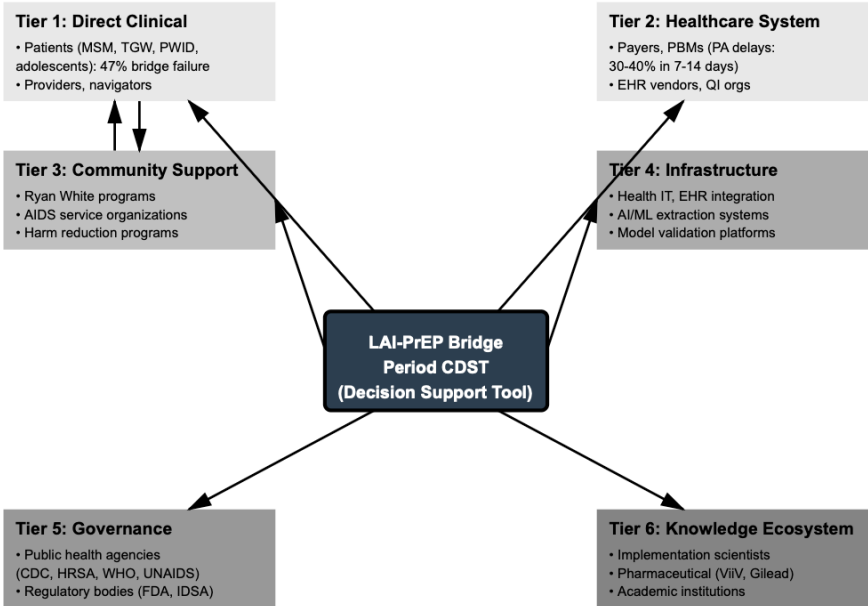 Tier 1: Direct Clinical
• Patients (MSM, TGW, PWID,
adolescents): 47% bridge failure
• Providers, navigators
Tier 2: Healthcare System
• Payers, PBMs (PA delays:
30-40% in 7-14 days)
• EHR vendors, QI orgs
Tier 3: Community Support
• Ryan White programs
• AIDS service organizations
• Harm reduction programs
Tier 4: Infrastructure
• Health IT, EHR integration
• AI/ML extraction systems
• Model validation platforms
LAI-PrEP Bridge
Period CDST
(Decision Support Tool)
Tier 5: Governance
• Public health agencies
(CDC, HRSA, WHO, UNAIDS)
• Regulatory bodies (FDA, IDSA)
Tier 6: Knowledge Ecosystem
• Implementation scientists
• Pharmaceutical (ViiV, Gilead)
• Academic institutions